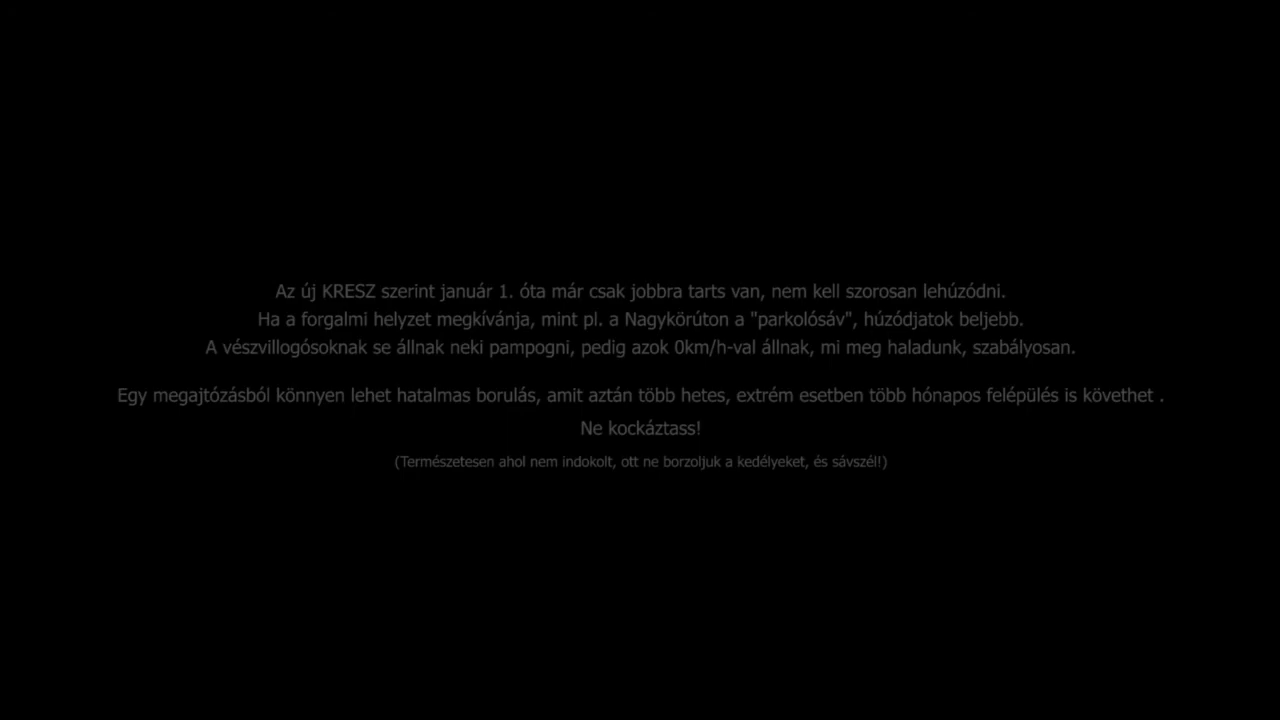 Az új KRESZ szerint január 1. óta már csak jobbra tarts van, nem kell szorosan lehúzódni.
Ha a forgalmi helyzet megkívánja, mint pl. a Nagykörúton a "parkolósáv", húzódjatok beljebb.
A vészvillogósoknak se állnak neki pampogni, pedig azok 0km/h-val állnak, mi meg haladunk, szabályosan.
Egy megajtózásból könnyen lehet hatalmas borulás, amit aztán több hetes, extrém esetben több hónapos felépülés is követhet .
Ne kockáztass!
(Természetesen ahol nem indokolt, ott ne borzoljuk a kedélyeket, és sávszél!)